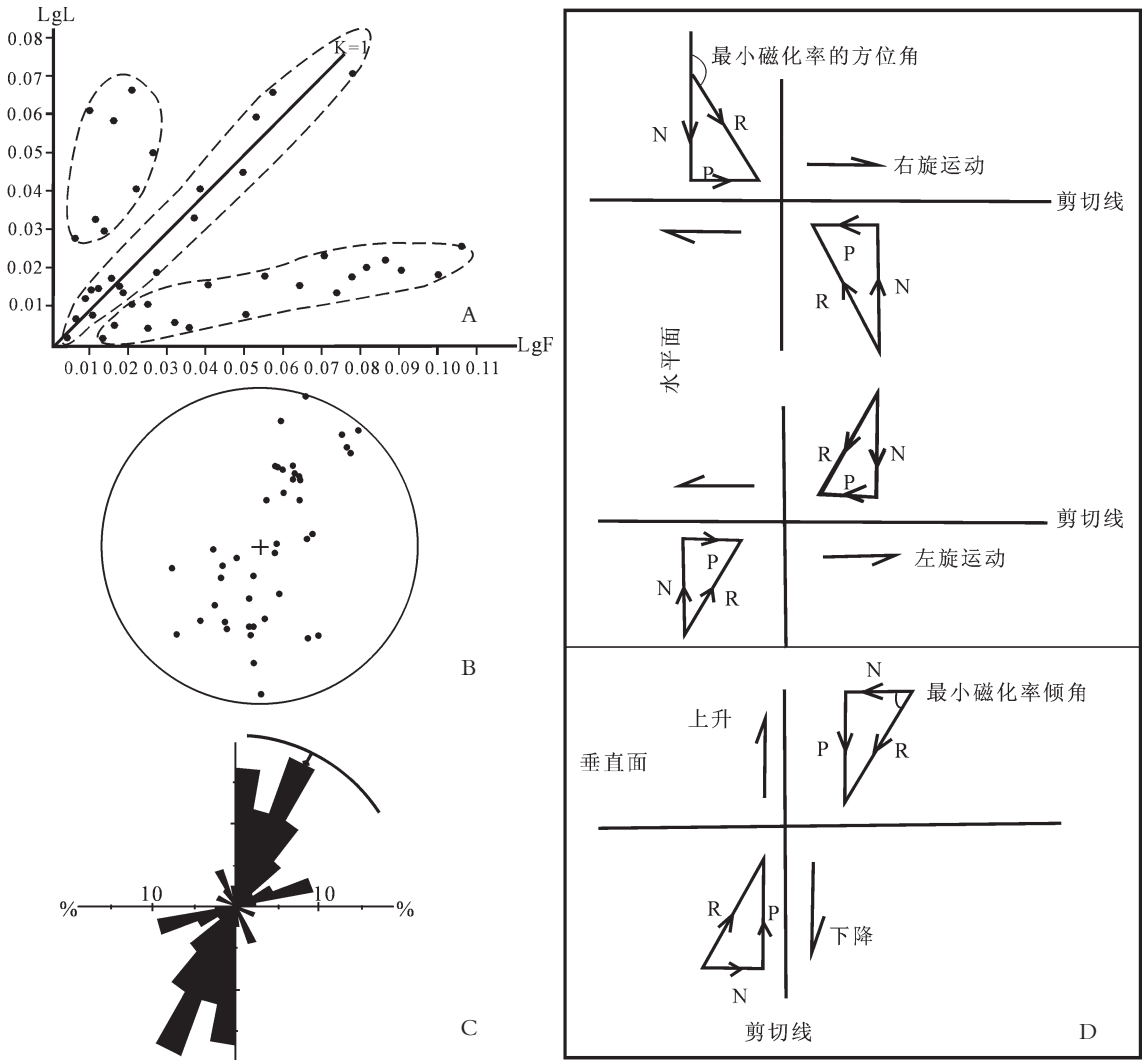 LgL
0.08
0.07
0.06
0.05
0.04
0.03
0.02
0.01
K=1
A
LgF
0.01 0.02 0.03 0.04 0.05 0.06 0.07 0.08 0.09 0.10 0.11
B
10
10
%
%
C
最小磁化率的方位角
N
R
P
右旋运动
剪切线
P
N
R
水平面
R
N
P
剪切线
P
N
R
左旋运动
N
最小磁化率倾角
上升
P
R
垂直面
R
P
下降
N
剪切线
D